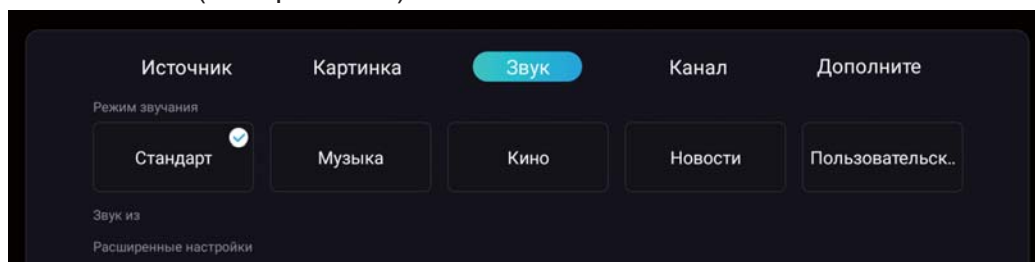 Источник Картинка Звук Канал Дополните
Режим звучания
Стандарт Музыка Кино Новости Пользовательск..
Звук из
Расширенные настройки